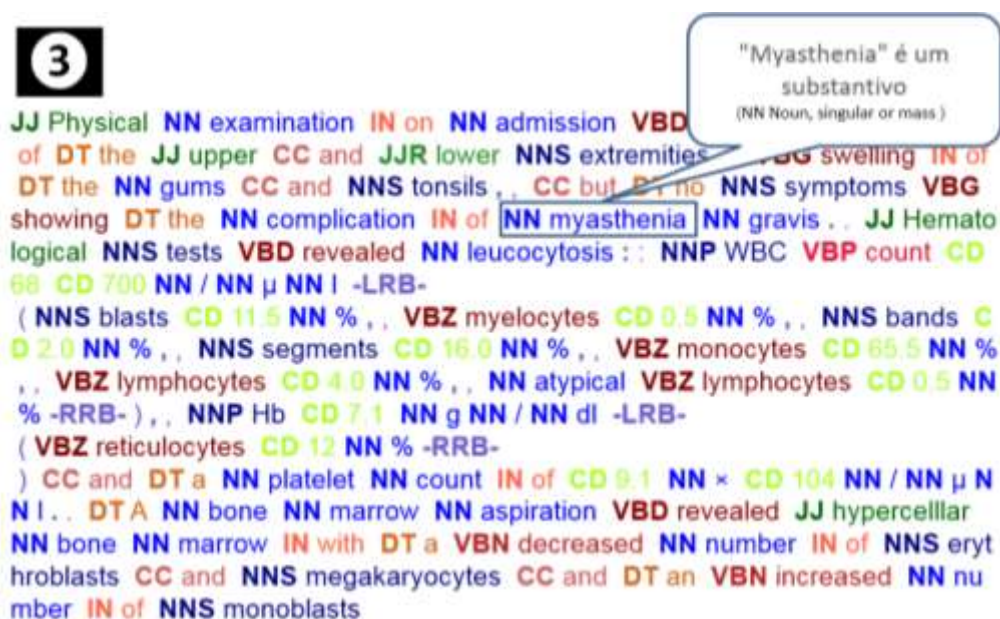 3
"Myasthenia" é um
substantivo
(NN Noun, singular or mass )
JJ Physical NN examination IN on NN admission VBD
of DT the JJ upper CC and JJR lower NNS extremities VBG swelling IN of
DT the NN gums CC and NNS tonsils , , CC but DT no NNS symptoms VBG
showing DT the NN complication IN of NN myasthenia NN gravis . . JJ Hemato
logical NNS tests VBD revealed NN leucocytosis : : NNP WBC VBP count CD
68 CD 700 NN / NN µ NN l -LRB-
( NNS blasts CD 11.5 NN % , , VBZ myelocytes CD 0.5 NN % , , NNS bands C
D 2.0 NN % , , NNS segments CD 16.0 NN % , , VBZ monocytes CD 65.5 NN %
, , VBZ lymphocytes CD 4.0 NN % , , NN atypical VBZ lymphocytes CD 0.5 NN
% -RRB- ) , , NNP Hb CD 7.1 NN g NN / NN dl -LRB-
( VBZ reticulocytes CD 12 NN % -RRB-
) CC and DT a NN platelet NN count IN of CD 9.1 NN × CD 104 NN / NN µ N
N l . . DT A NN bone NN marrow NN aspiration VBD revealed JJ hypercelllar
NN bone NN marrow IN with DT a VBN decreased NN number IN of NNS eryt
hroblasts CC and NNS megakaryocytes CC and DT an VBN increased NN nu
mber IN of NNS monoblasts